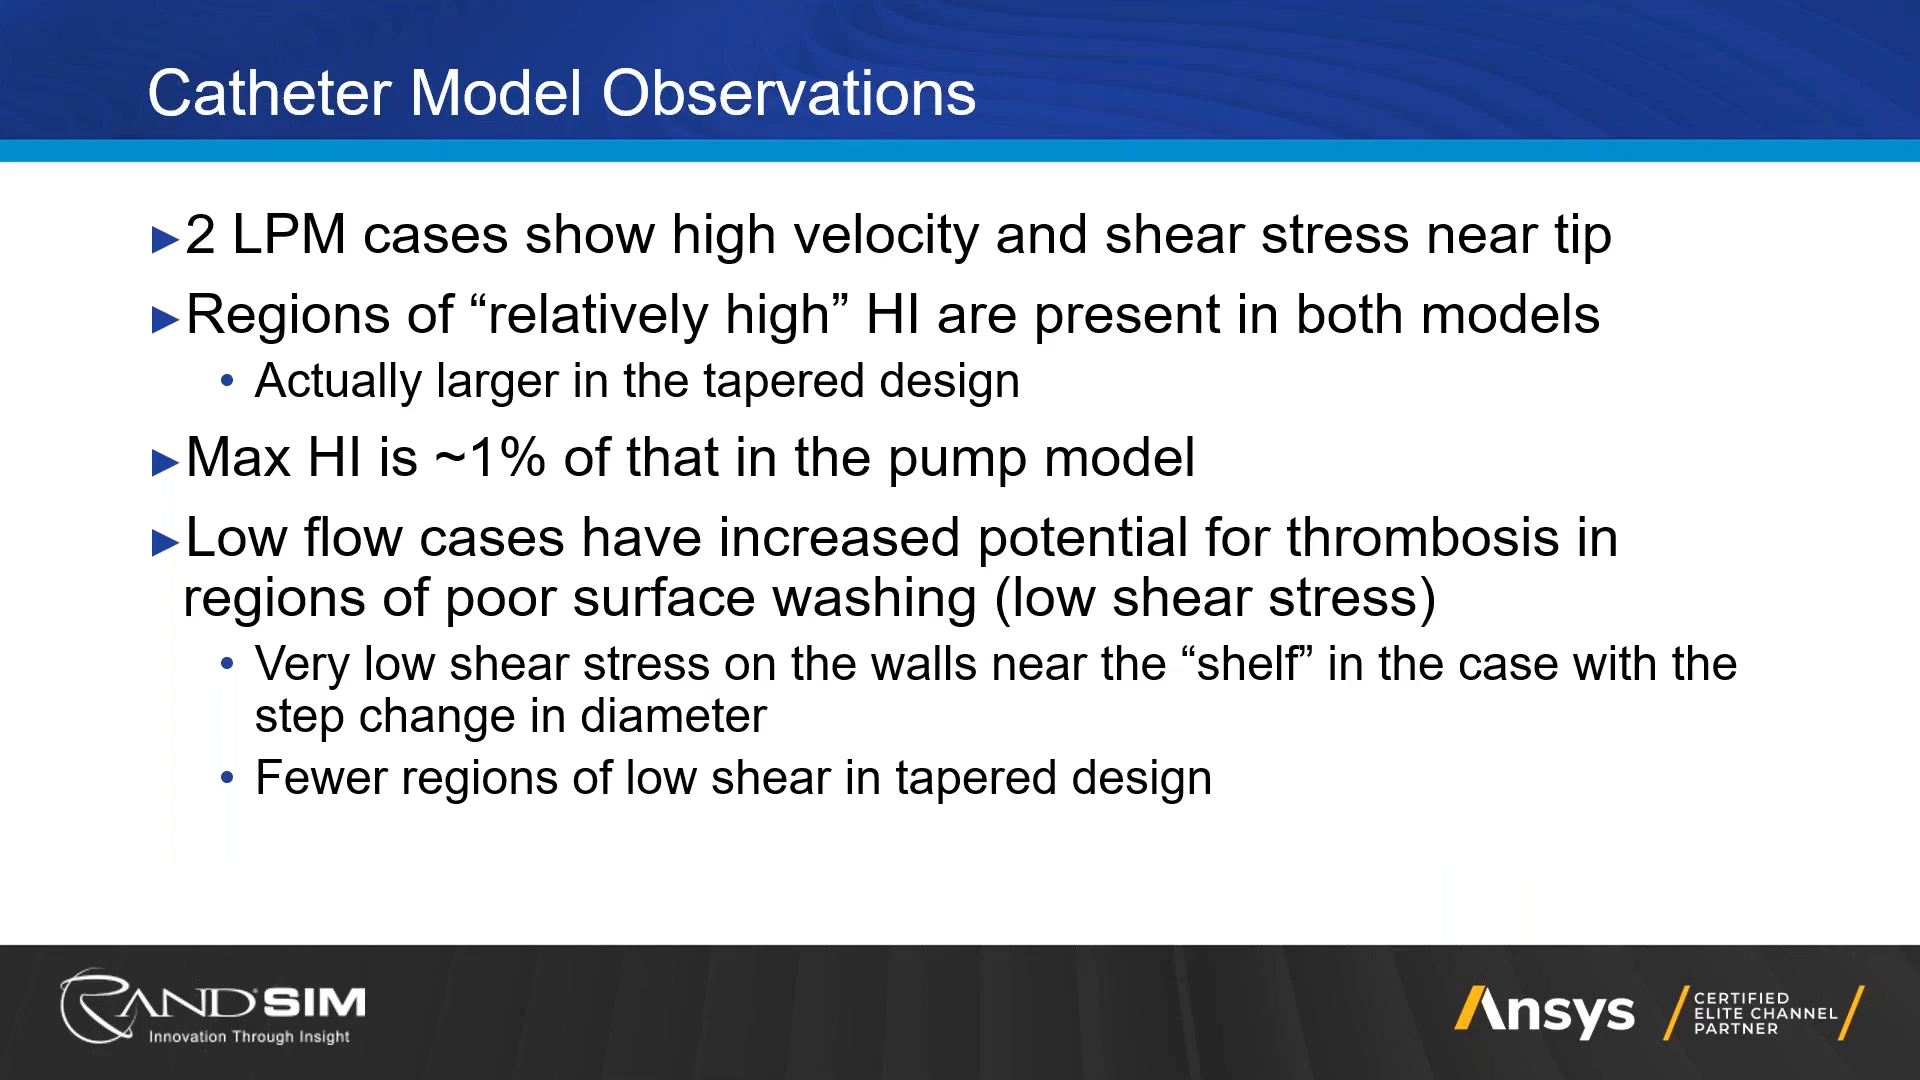 Catheter Model Observations
►2 LPM cases show high velocity and shear stress near tip
►Regions of “relatively high” HI are present in both models
• Actually larger in the tapered design
►Max HI is ~1% of that in the pump model
►Low flow cases have increased potential for thrombosis in
regions of poor surface washing (low shear stress)
• Very low shear stress on the walls near the “shelf” in the case with the
step change in diameter
• Fewer regions of low shear in tapered design
RAND SIM
Innovation Through Insight
Ansys
CERTIFIED
ELITE CHANNEL
PARTNER